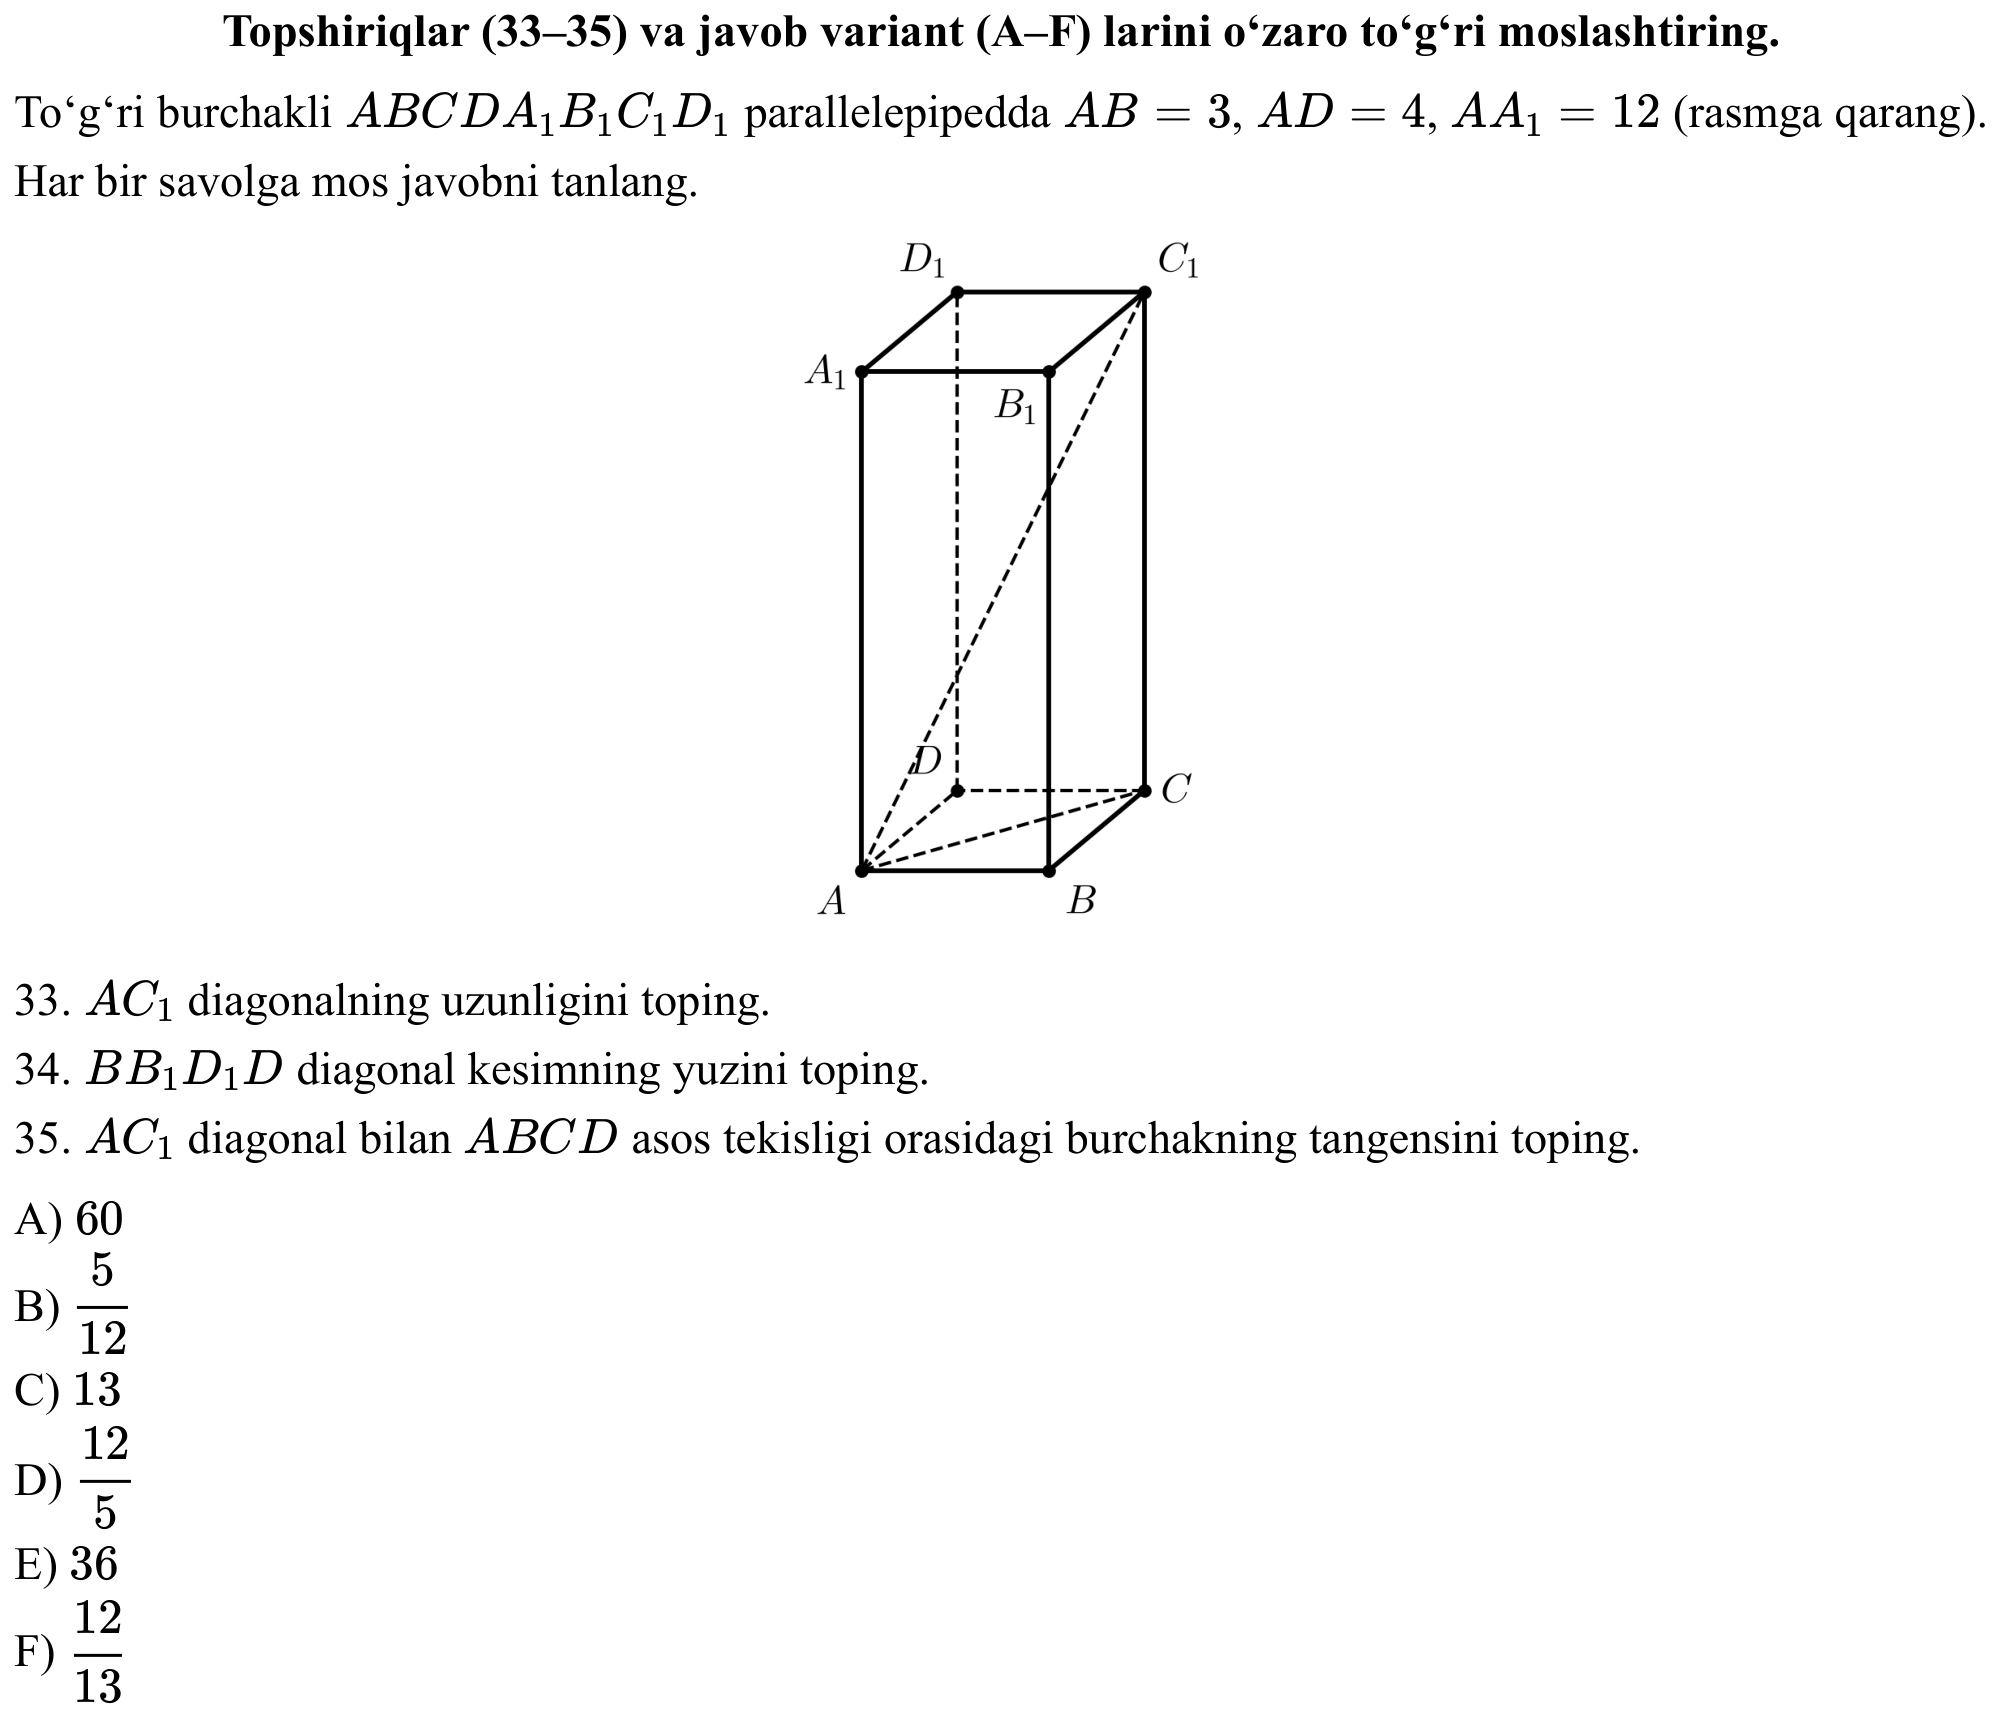 Topshiriqlar (33–35) va javob variant (A–F) larini o‘zaro to‘g‘ri moslashtiring.
To‘g‘ri burchakli ABCDA₁B₁C₁D₁ parallelepipedda AB = 3, AD = 4, AA₁ = 12 (rasmga qarang).
Har bir savolga mos javobni tanlang.
D₁ C₁
A₁
B₁
D
C
A B
33. AC₁ diagonalning uzunligini toping.
34. BB₁D₁D diagonal kesimning yuzini toping.
35. AC₁ diagonal bilan ABCD asos tekisligi orasidagi burchakning tangensini toping.
A) 60
B) 5/12
C) 13
D) 12/5
E) 36
F) 12/13